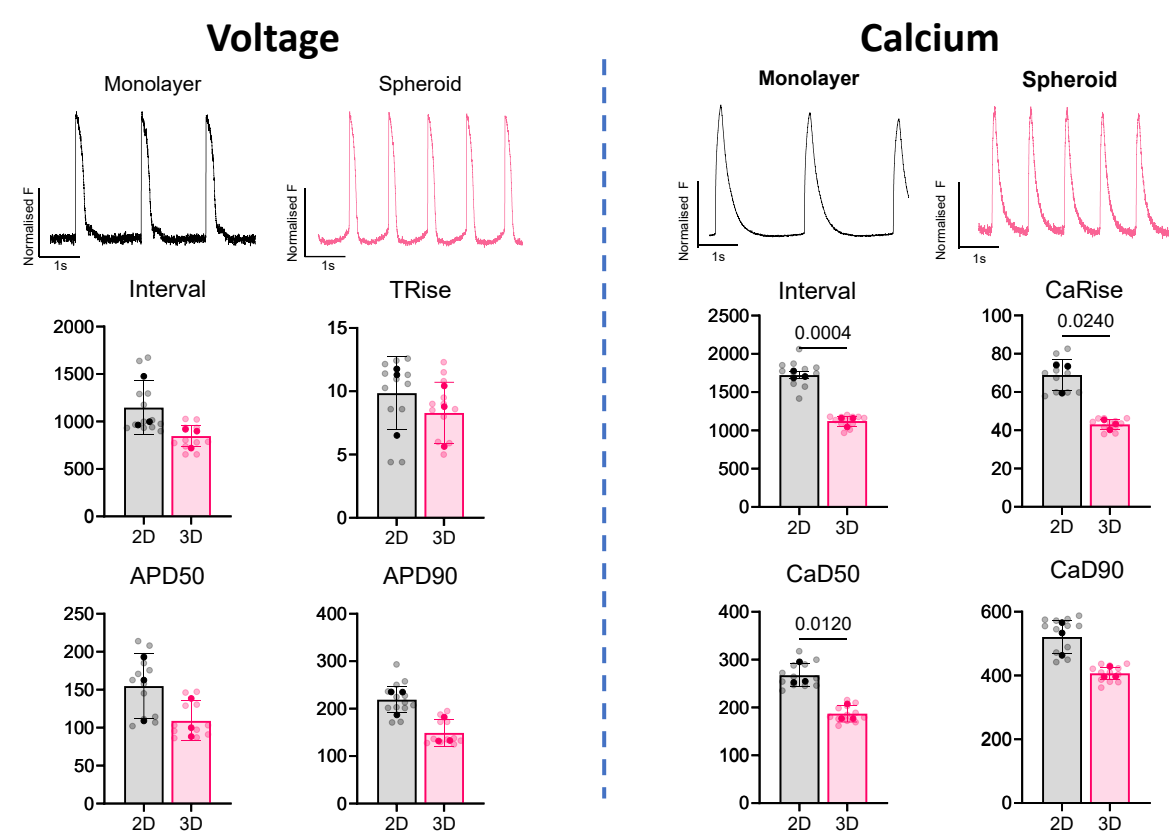 Voltage
Calcium
Monolayer
Spheroid
Normalised F
1s
Normalised F
1s
Monolayer
Spheroid
Normalised F
1s
Normalised F
1s
Interval
2000
1500
1000
500
0
2D 3D
TRise
15
10
5
0
2D 3D
Interval
2500
2000
1500
1000
500
0
0.0004
2D 3D
CaRise
100
80
60
40
20
0
0.0240
2D 3D
APD50
250
200
150
100
50
0
2D 3D
APD90
400
300
200
100
0
2D 3D
CaD50
400
300
200
100
0
0.0120
2D 3D
CaD90
600
400
200
0
2D 3D